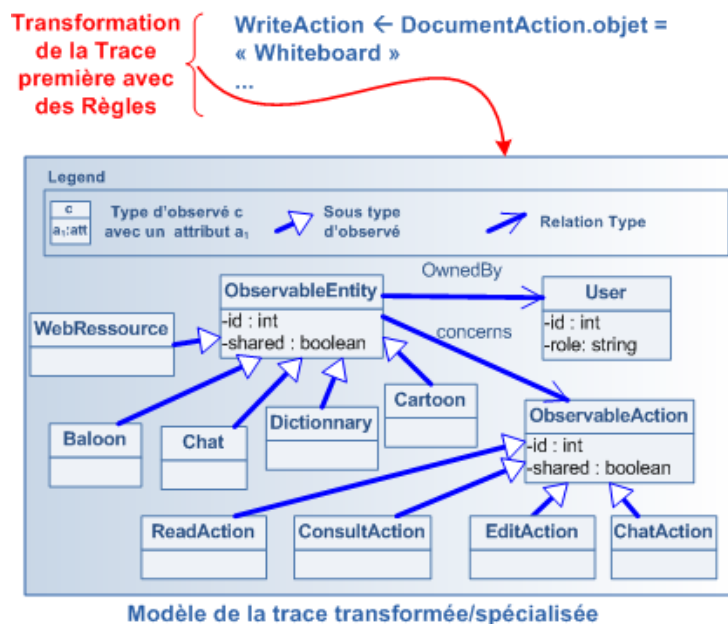 Transformation
de la Trace
première avec
des Règles
WriteAction ← DocumentAction.objet =
« Whiteboard »
...
Legend
c
a₁:att
Type d'observé c
avec un attribut a₁
Sous type
d'observé
Relation Type
OwnedBy
ObservableEntity
-id : int
-shared : boolean
User
-id : int
-role: string
concerns
WebRessource
Baloon
Chat
Dictionnary
Cartoon
ObservableAction
-id : int
-shared : boolean
ReadAction
ConsultAction
EditAction
ChatAction
Modèle de la trace transformée/spécialisée